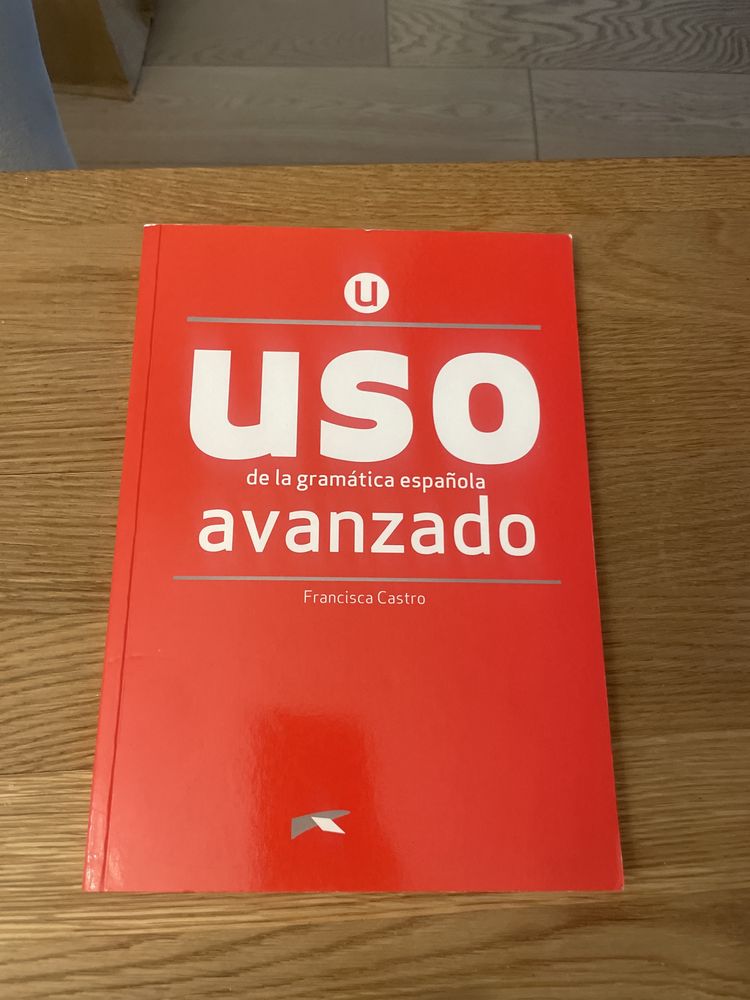 u
uso
de la gramática española
avanzado
Francisca Castro